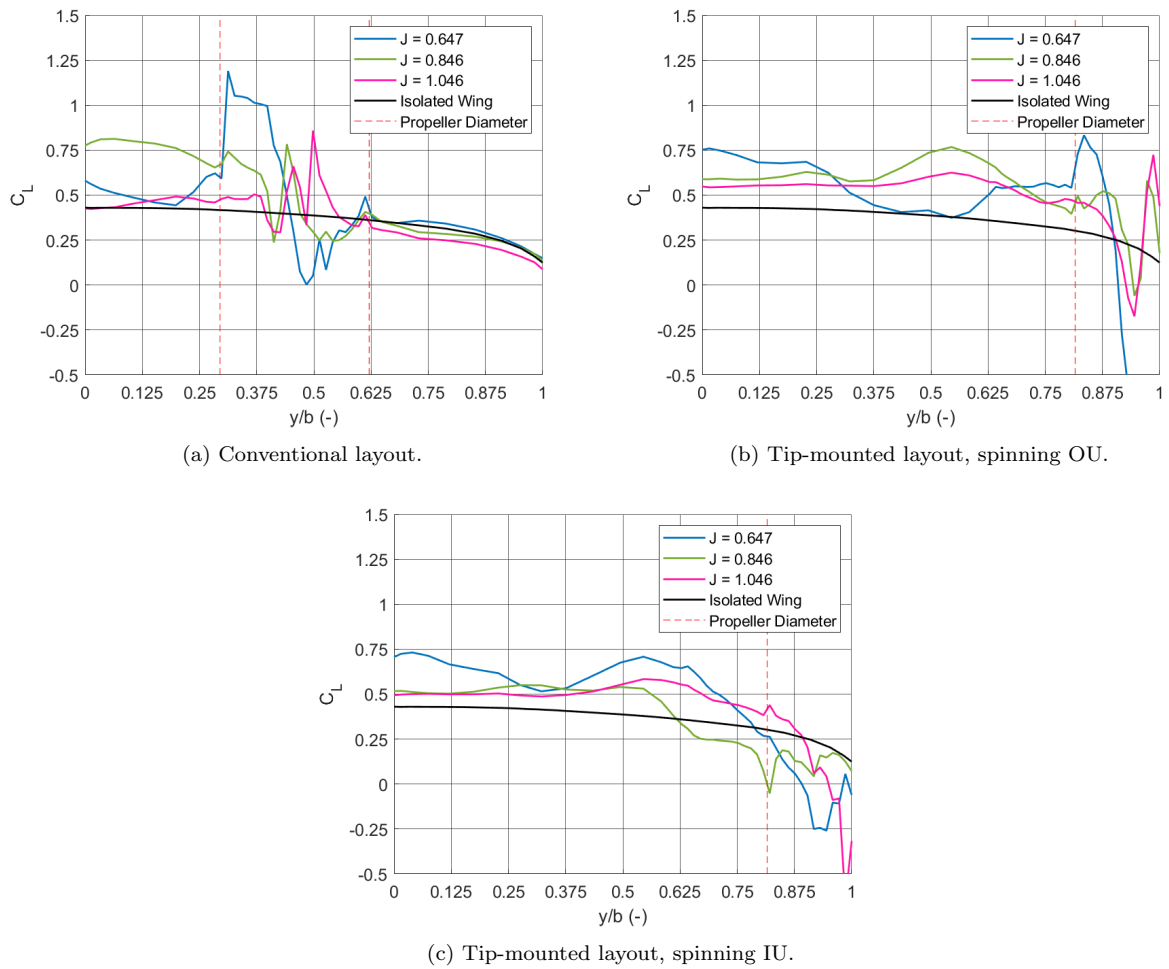 1.5
1.25
1
0.75
0.5
0.25
0
-0.25
-0.5
C_L
0 0.125 0.25 0.375 0.5 0.625 0.75 0.875 1
y/b (-)
J = 0.647
J = 0.846
J = 1.046
Isolated Wing
Propeller Diameter
(a) Conventional layout.
1.5
1.25
1
0.75
0.5
0.25
0
-0.25
-0.5
C_L
0 0.125 0.25 0.375 0.5 0.625 0.75 0.875 1
y/b (-)
J = 0.647
J = 0.846
J = 1.046
Isolated Wing
Propeller Diameter
(b) Tip-mounted layout, spinning OU.
1.5
1.25
1
0.75
0.5
0.25
0
-0.25
-0.5
C_L
0 0.125 0.25 0.375 0.5 0.625 0.75 0.875 1
y/b (-)
J = 0.647
J = 0.846
J = 1.046
Isolated Wing
Propeller Diameter
(c) Tip-mounted layout, spinning IU.